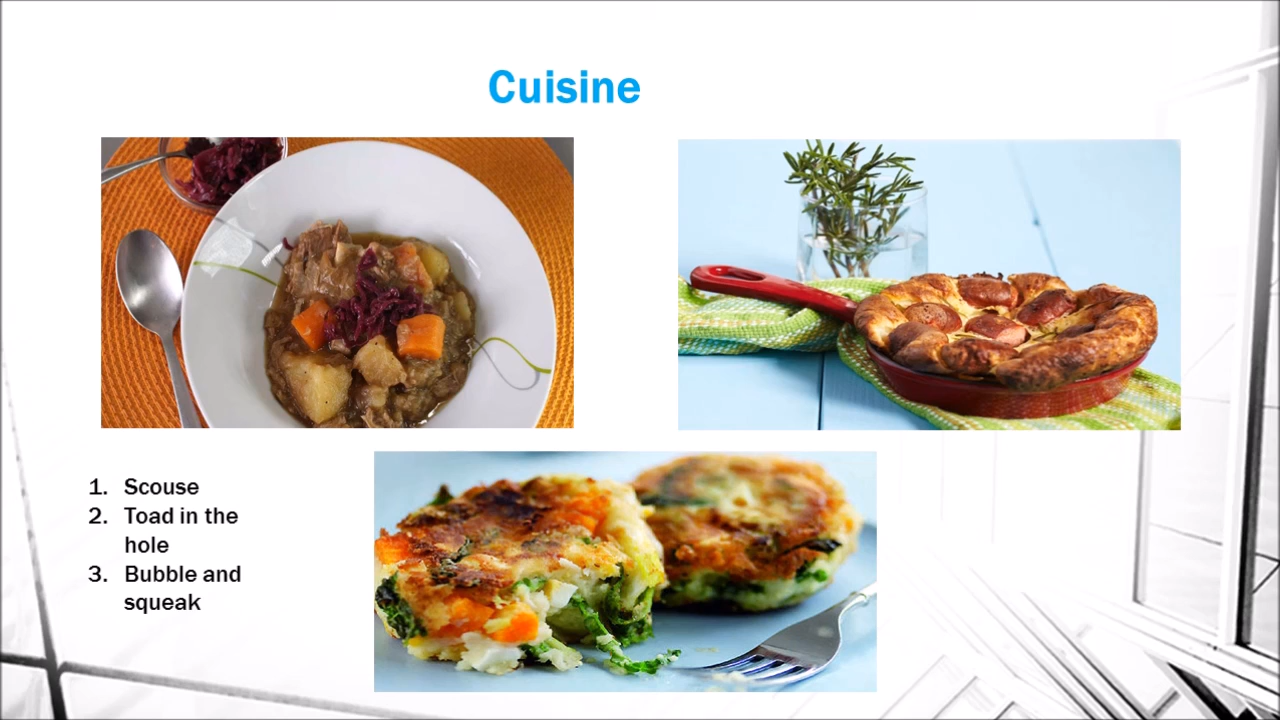 Cuisine
1. Scouse
2. Toad in the
hole
3. Bubble and
squeak